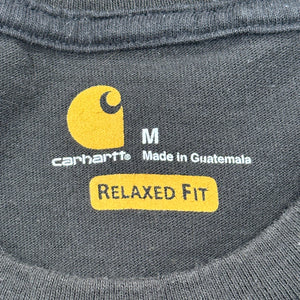 M
carhartt® Made in Guatemala
RELAXED FIT